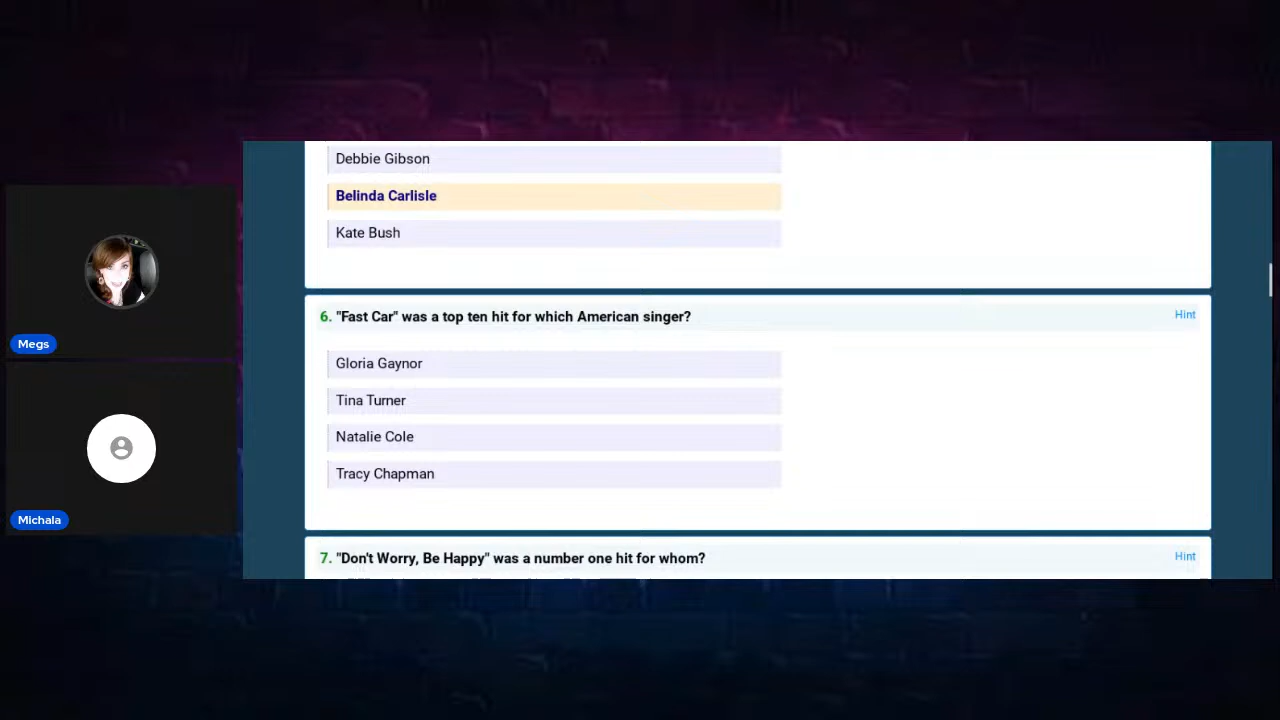 Debbie Gibson
Belinda Carlisle
Kate Bush
6. "Fast Car" was a top ten hit for which American singer?
Hint
Gloria Gaynor
Tina Turner
Natalie Cole
Tracy Chapman
7. "Don't Worry, Be Happy" was a number one hit for whom?
Hint
Megs
Michala